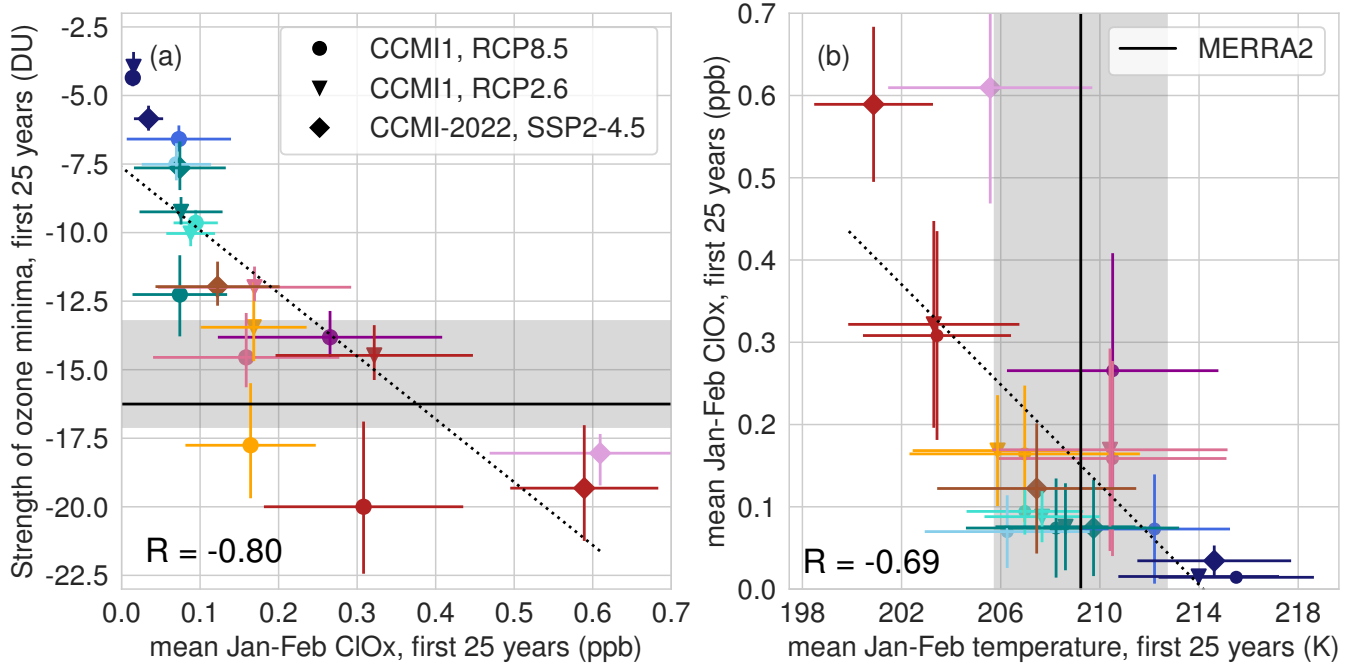 Strength of ozone minima, first 25 years (DU)
-2.5
-5.0
-7.5
-10.0
-12.5
-15.0
-17.5
-20.0
-22.5
(a)
CCMI1, RCP8.5
CCMI1, RCP2.6
CCMI-2022, SSP2-4.5
R = -0.80
0.0 0.1 0.2 0.3 0.4 0.5 0.6 0.7
mean Jan-Feb ClOx, first 25 years (ppb)
mean Jan-Feb ClOx, first 25 years (ppb)
0.7
0.6
0.5
0.4
0.3
0.2
0.1
0.0
(b)
MERRA2
R = -0.69
198 202 206 210 214 218
mean Jan-Feb temperature, first 25 years (K)